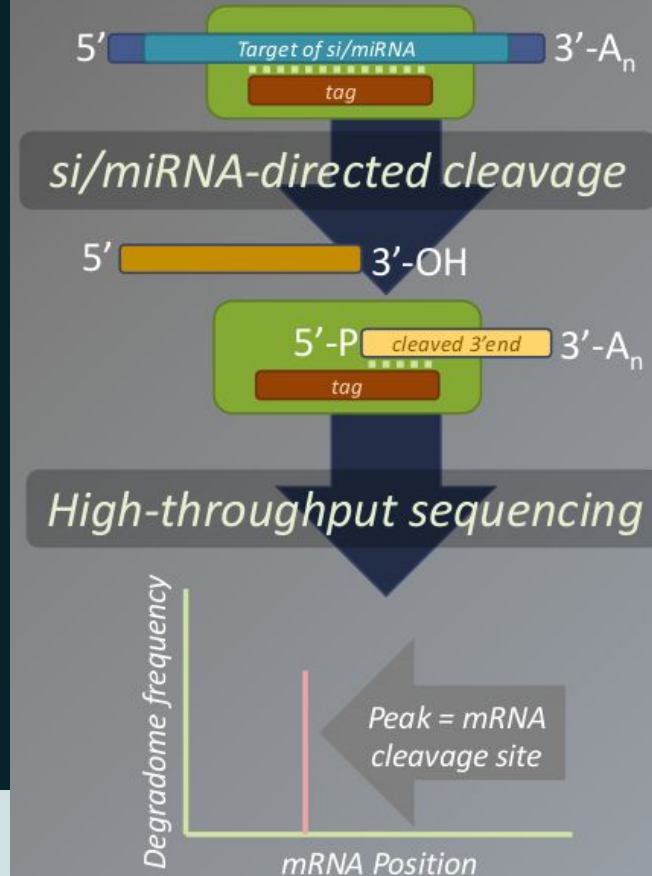 5’ Target of si/miRNA 3’-An
tag
si/miRNA-directed cleavage
5’ 3’-OH
5’-P cleaved 3’end 3’-An
tag
High-throughput sequencing
Degradome frequency
Peak = mRNA
cleavage site
mRNA Position